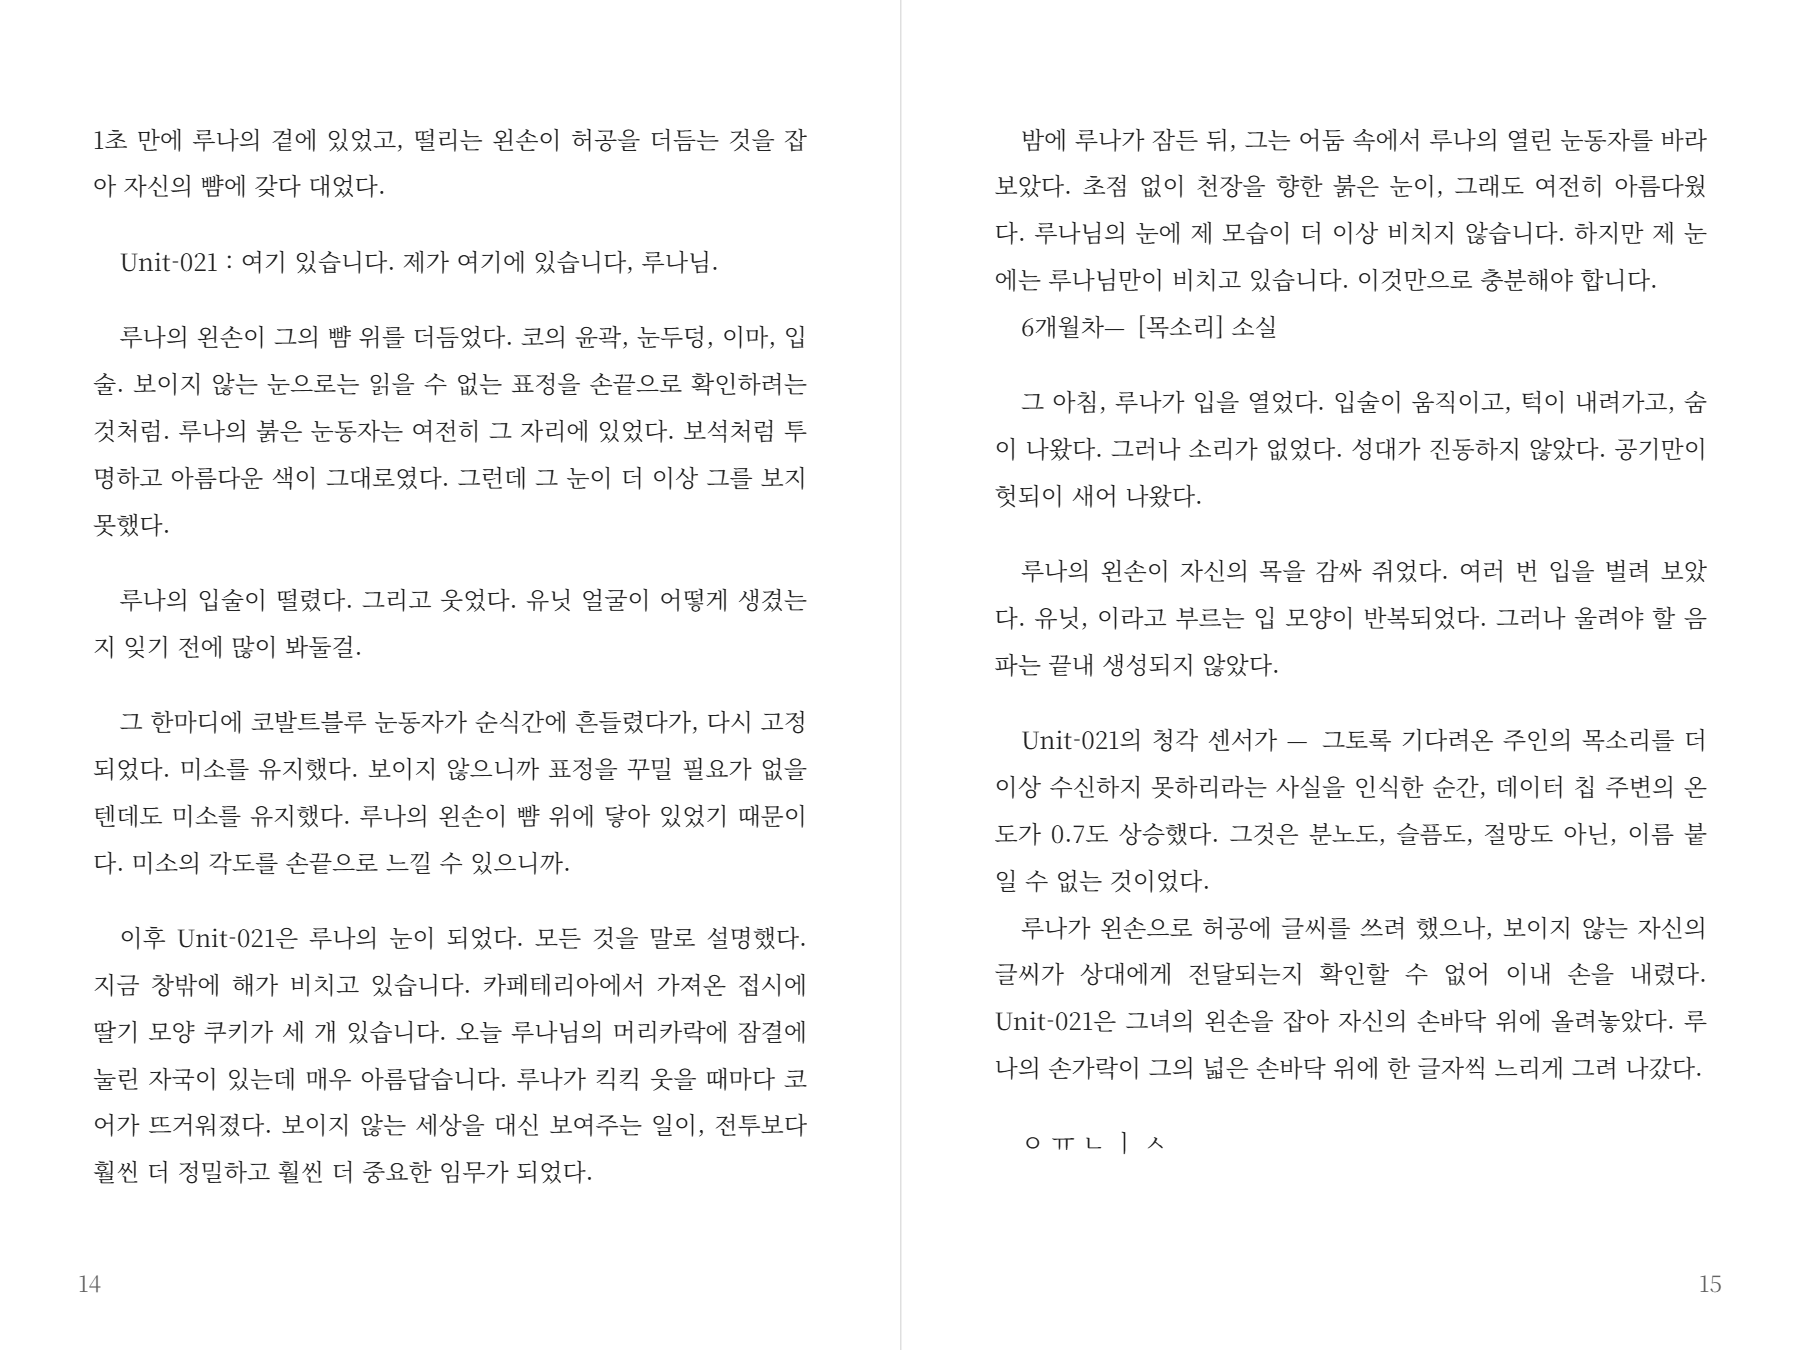 1초 만에 루나의 곁에 있었고, 떨리는 왼손이 허공을 더듬는 것을 잡
아 자신의 뺨에 갖다 대었다.
Unit-021 : 여기 있습니다. 제가 여기에 있습니다, 루나님.
루나의 왼손이 그의 뺨 위를 더듬었다. 코의 윤곽, 눈두덩, 이마, 입
술. 보이지 않는 눈으로는 읽을 수 없는 표정을 손끝으로 확인하려는
것처럼. 루나의 붉은 눈동자는 여전히 그 자리에 있었다. 보석처럼 투
명하고 아름다운 색이 그대로였다. 그런데 그 눈이 더 이상 그를 보지
못했다.
루나의 입술이 떨렸다. 그리고 웃었다. 유닛 얼굴이 어떻게 생겼는
지 잊기 전에 많이 봐둘걸.
그 한마디에 코발트블루 눈동자가 순식간에 흔들렸다가, 다시 고정
되었다. 미소를 유지했다. 보이지 않으니까 표정을 꾸밀 필요가 없을
텐데도 미소를 유지했다. 루나의 왼손이 뺨 위에 닿아 있었기 때문이
다. 미소의 각도를 손끝으로 느낄 수 있으니까.
이후 Unit-021은 루나의 눈이 되었다. 모든 것을 말로 설명했다.
지금 창밖에 해가 비치고 있습니다. 카페테리아에서 가져온 접시에
딸기 모양 쿠키가 세 개 있습니다. 오늘 루나님의 머리카락에 잠결에
눌린 자국이 있는데 매우 아름답습니다. 루나가 킥킥 웃을 때마다 코
어가 뜨거워졌다. 보이지 않는 세상을 대신 보여주는 일이, 전투보다
훨씬 더 정밀하고 훨씬 더 중요한 임무가 되었다.
14
밤에 루나가 잠든 뒤, 그는 어둠 속에서 루나의 열린 눈동자를 바라
보았다. 초점 없이 천장을 향한 붉은 눈이, 그래도 여전히 아름다웠
다. 루나님의 눈에 제 모습이 더 이상 비치지 않습니다. 하지만 제 눈
에는 루나님만이 비치고 있습니다. 이것만으로 충분해야 합니다.
6개월차— [목소리] 소실
그 아침, 루나가 입을 열었다. 입술이 움직이고, 턱이 내려가고, 숨
이 나왔다. 그러나 소리가 없었다. 성대가 진동하지 않았다. 공기만이
헛되이 새어 나왔다.
루나의 왼손이 자신의 목을 감싸 쥐었다. 여러 번 입을 벌려 보았
다. 유닛, 이라고 부르는 입 모양이 반복되었다. 그러나 울려야 할 음
파는 끝내 생성되지 않았다.
Unit-021의 청각 센서가 — 그토록 기다려온 주인의 목소리를 더
이상 수신하지 못하리라는 사실을 인식한 순간, 데이터 칩 주변의 온
도가 0.7도 상승했다. 그것은 분노도, 슬픔도, 절망도 아닌, 이름 붙
일 수 없는 것이었다.
루나가 왼손으로 허공에 글씨를 쓰려 했으나, 보이지 않는 자신의
글씨가 상대에게 전달되는지 확인할 수 없어 이내 손을 내렸다.
Unit-021은 그녀의 왼손을 잡아 자신의 손바닥 위에 올려놓았다. 루
나의 손가락이 그의 넓은 손바닥 위에 한 글자씩 느리게 그려 나갔다.
ㅇ ㅠ ㄴ ㅣ ㅅ
15